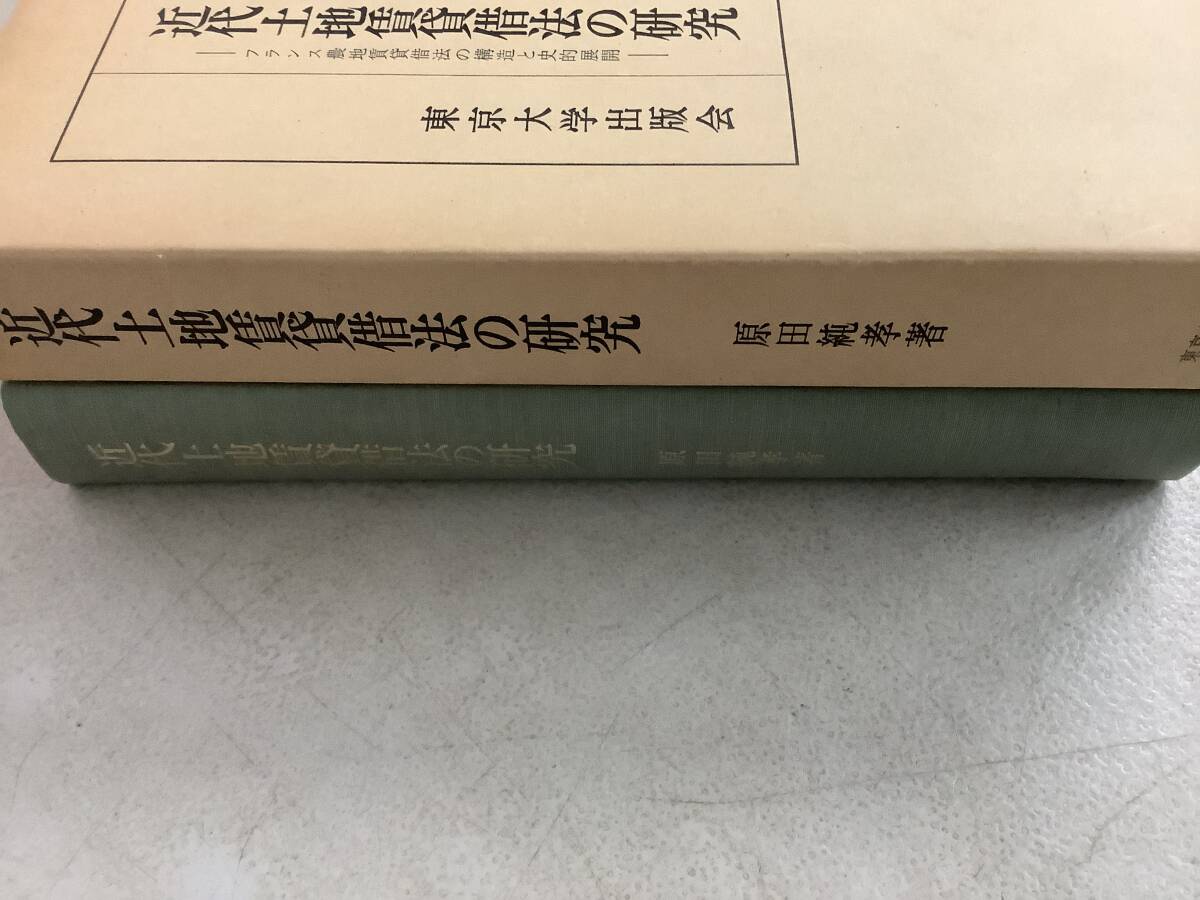 近代土地賃貸借法の研究
フランス農地賃貸借法の構造と史的展開
東京大学出版会
近代土地賃貸借法の研究 原田純孝著 東京
近代土地賃貸借法の研究 原田純孝著